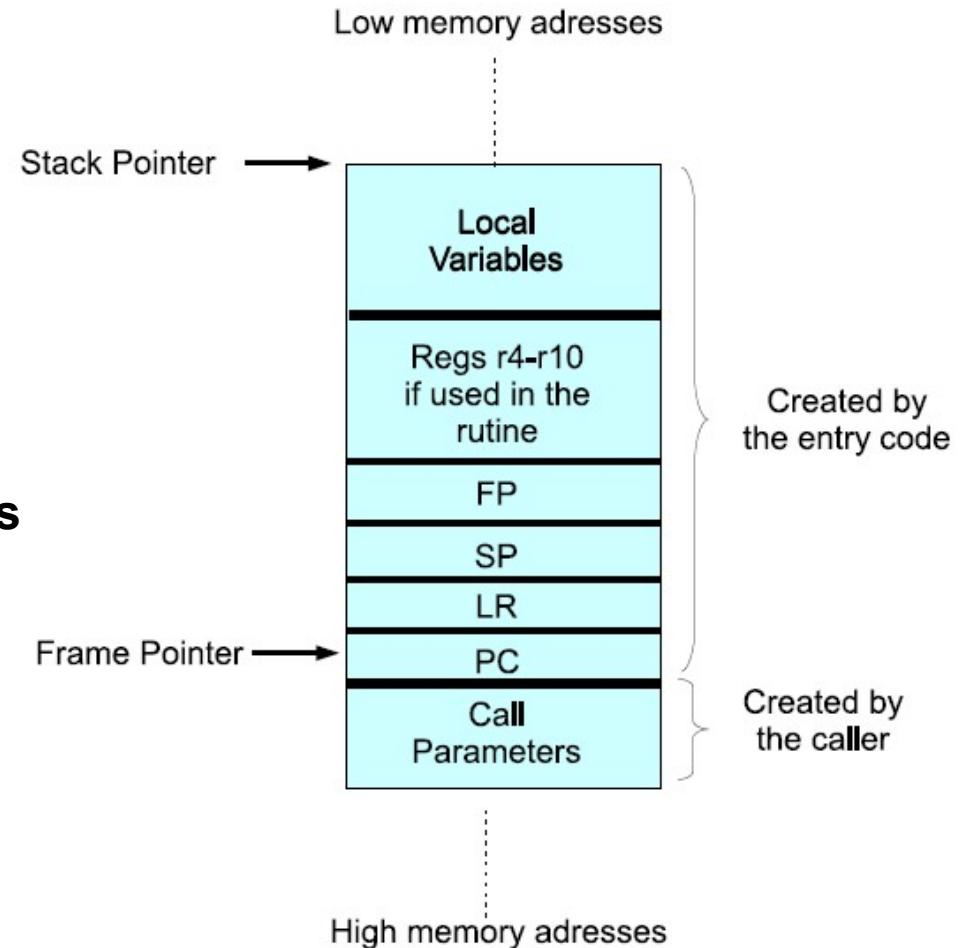 Low memory adresses
Stack Pointer
Local
Variables
Regs r4-r10
if used in the
rutine
Created by
the entry code
FP
s
SP
LR
Frame Pointer
PC
Call
Parameters
Created by
the caller
High memory adresses